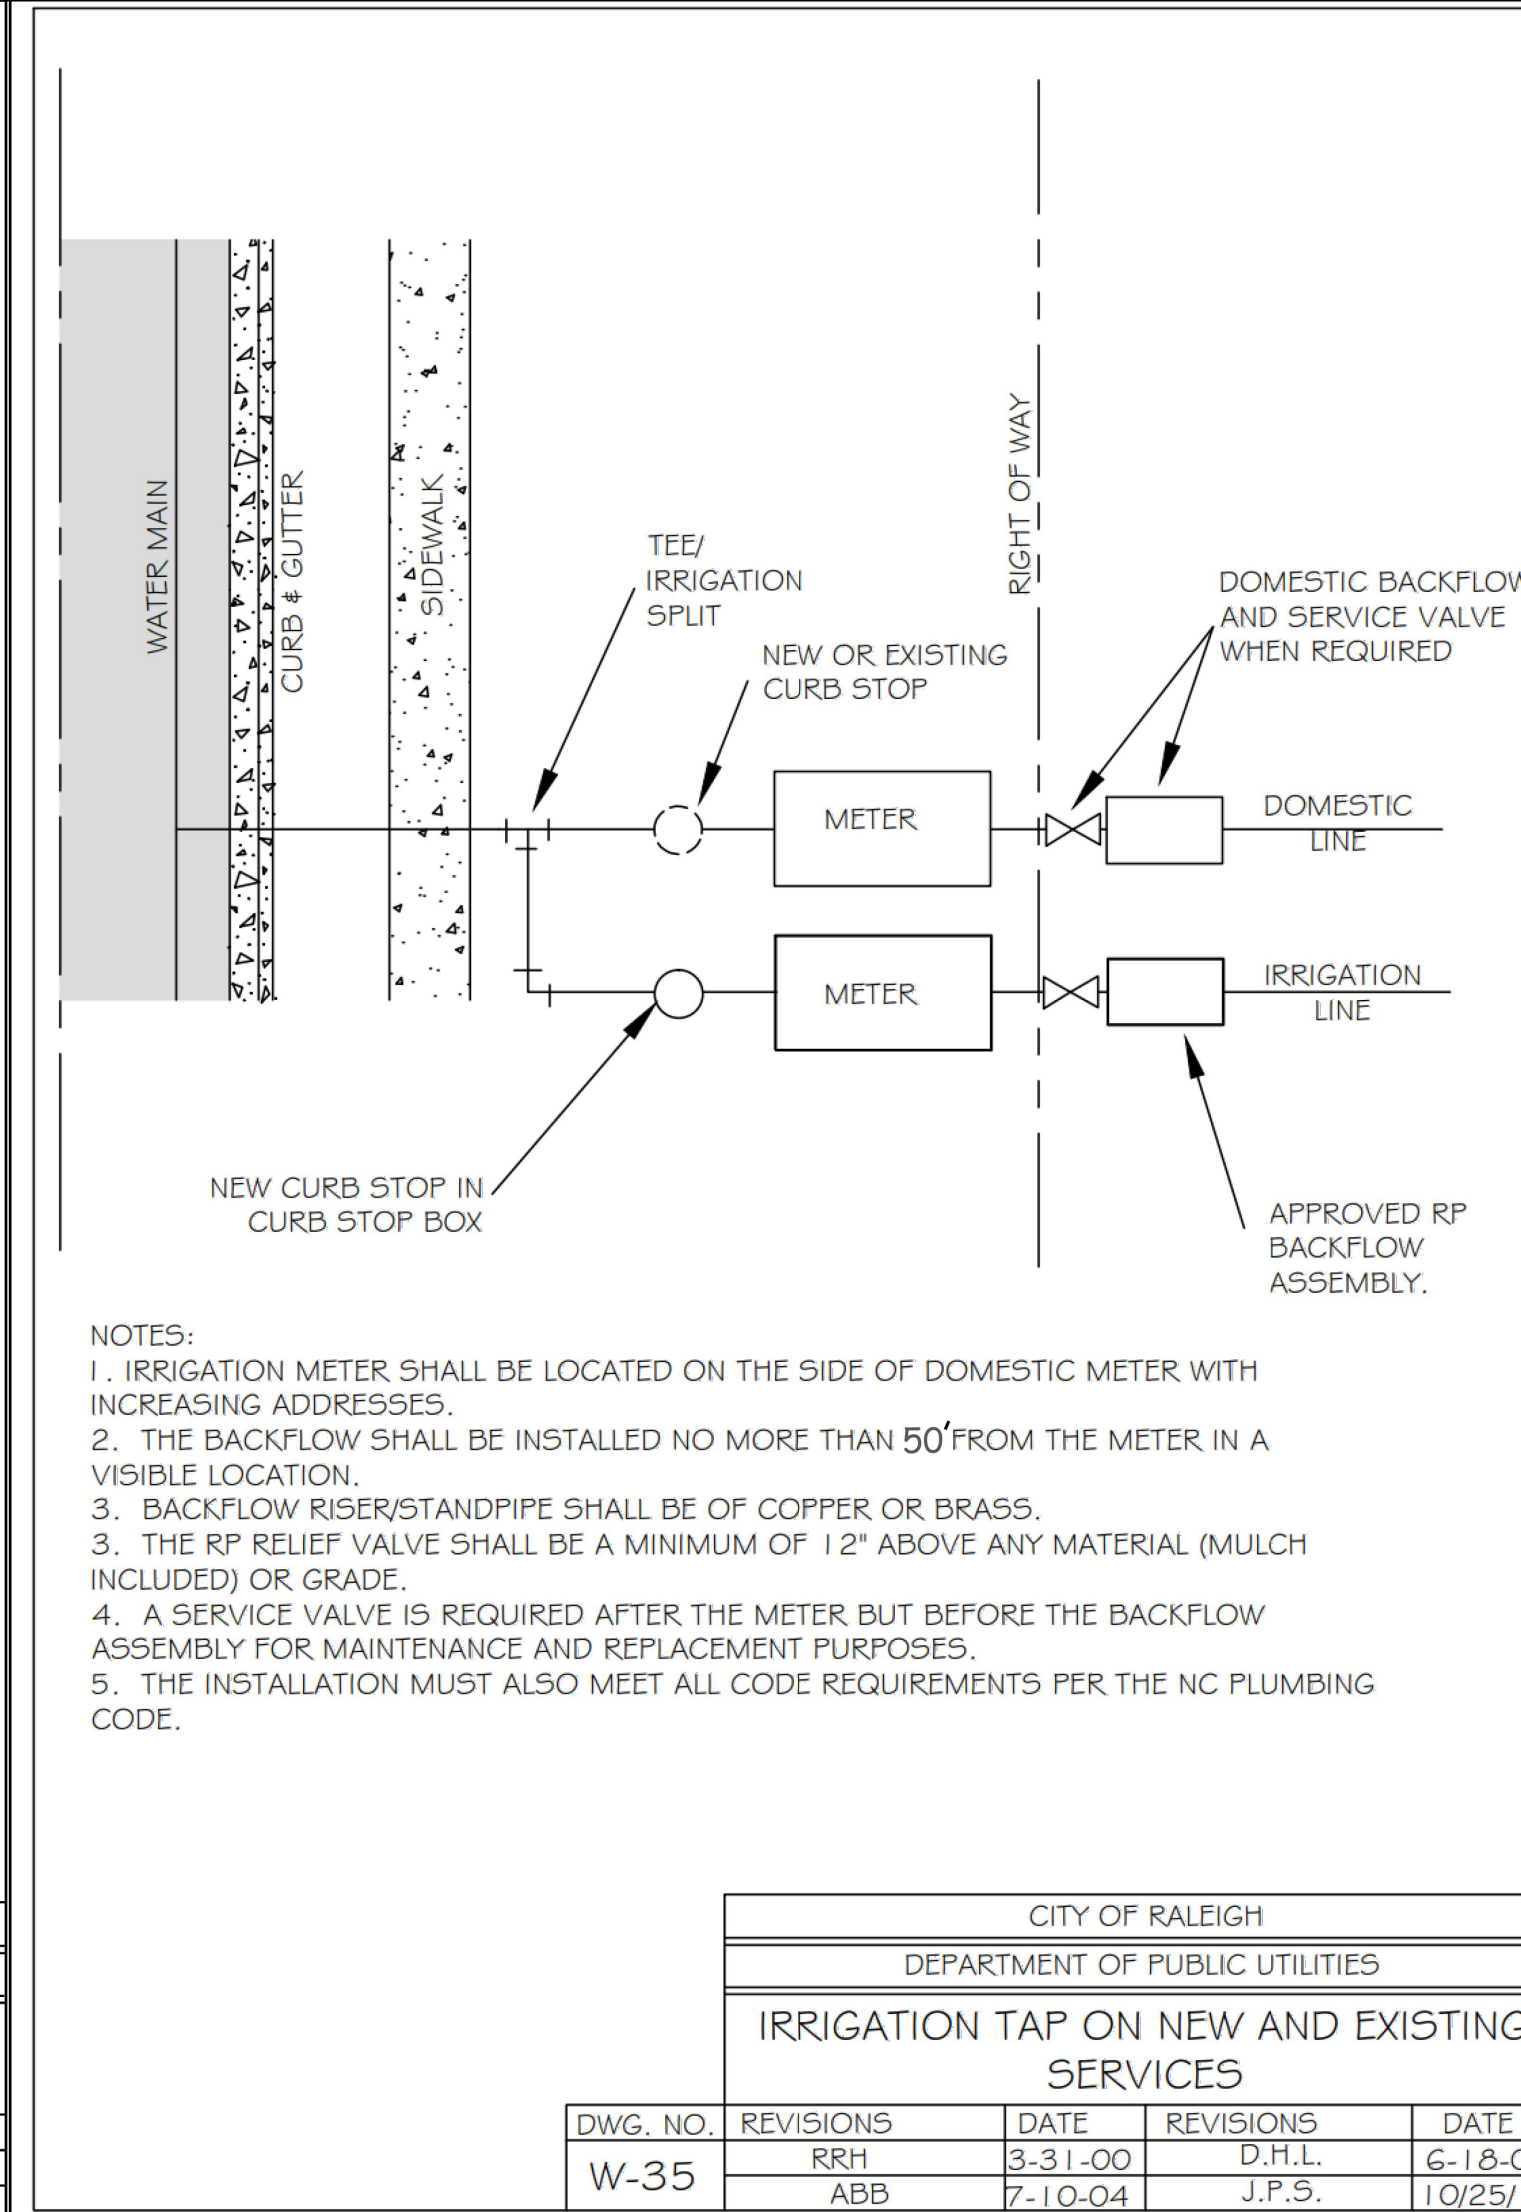 WATER MAIN
CURB & GUTTER
SIDEWALK
RIGHT OF WAY
TEE/
IRRIGATION
SPLIT
NEW OR EXISTING
CURB STOP
DOMESTIC BACKFLOW
AND SERVICE VALVE
WHEN REQUIRED
METER
DOMESTIC
LINE
METER
IRRIGATION
LINE
NEW CURB STOP IN
CURB STOP BOX
APPROVED RP
BACKFLOW
ASSEMBLY.
NOTES:
1. IRRIGATION METER SHALL BE LOCATED ON THE SIDE OF DOMESTIC METER WITH
INCREASING ADDRESSES.
2. THE BACKFLOW SHALL BE INSTALLED NO MORE THAN 50' FROM THE METER IN A
VISIBLE LOCATION.
3. BACKFLOW RISER/STANDPIPE SHALL BE OF COPPER OR BRASS.
3. THE RP RELIEF VALVE SHALL BE A MINIMUM OF 12" ABOVE ANY MATERIAL (MULCH
INCLUDED) OR GRADE.
4. A SERVICE VALVE IS REQUIRED AFTER THE METER BUT BEFORE THE BACKFLOW
ASSEMBLY FOR MAINTENANCE AND REPLACEMENT PURPOSES.
5. THE INSTALLATION MUST ALSO MEET ALL CODE REQUIREMENTS PER THE NC PLUMBING
CODE.
CITY OF RALEIGH
DEPARTMENT OF PUBLIC UTILITIES
IRRIGATION TAP ON NEW AND EXISTING
SERVICES
DWG. NO. REVISIONS DATE REVISIONS DATE
W-35
RRH 3-31-00 D.H.L. 6-18-0
ABB 7-10-04 J.P.S. 10/25/